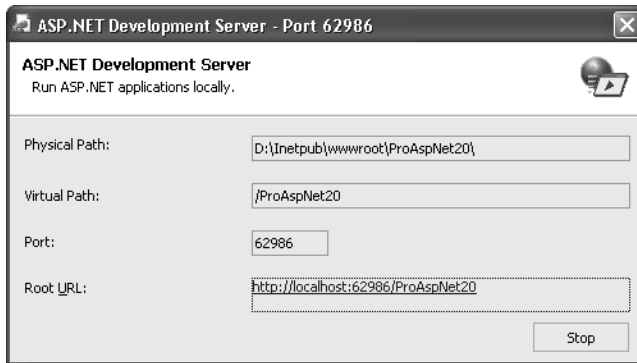 ASP.NET Development Server - Port 62986
ASP.NET Development Server
Run ASP.NET applications locally.
Physical Path:
D:\Inetpub\wwwroot\ProAspNet20\
Virtual Path:
/ProAspNet20
Port:
62986
Root URL:
http://localhost:62986/ProAspNet20
Stop